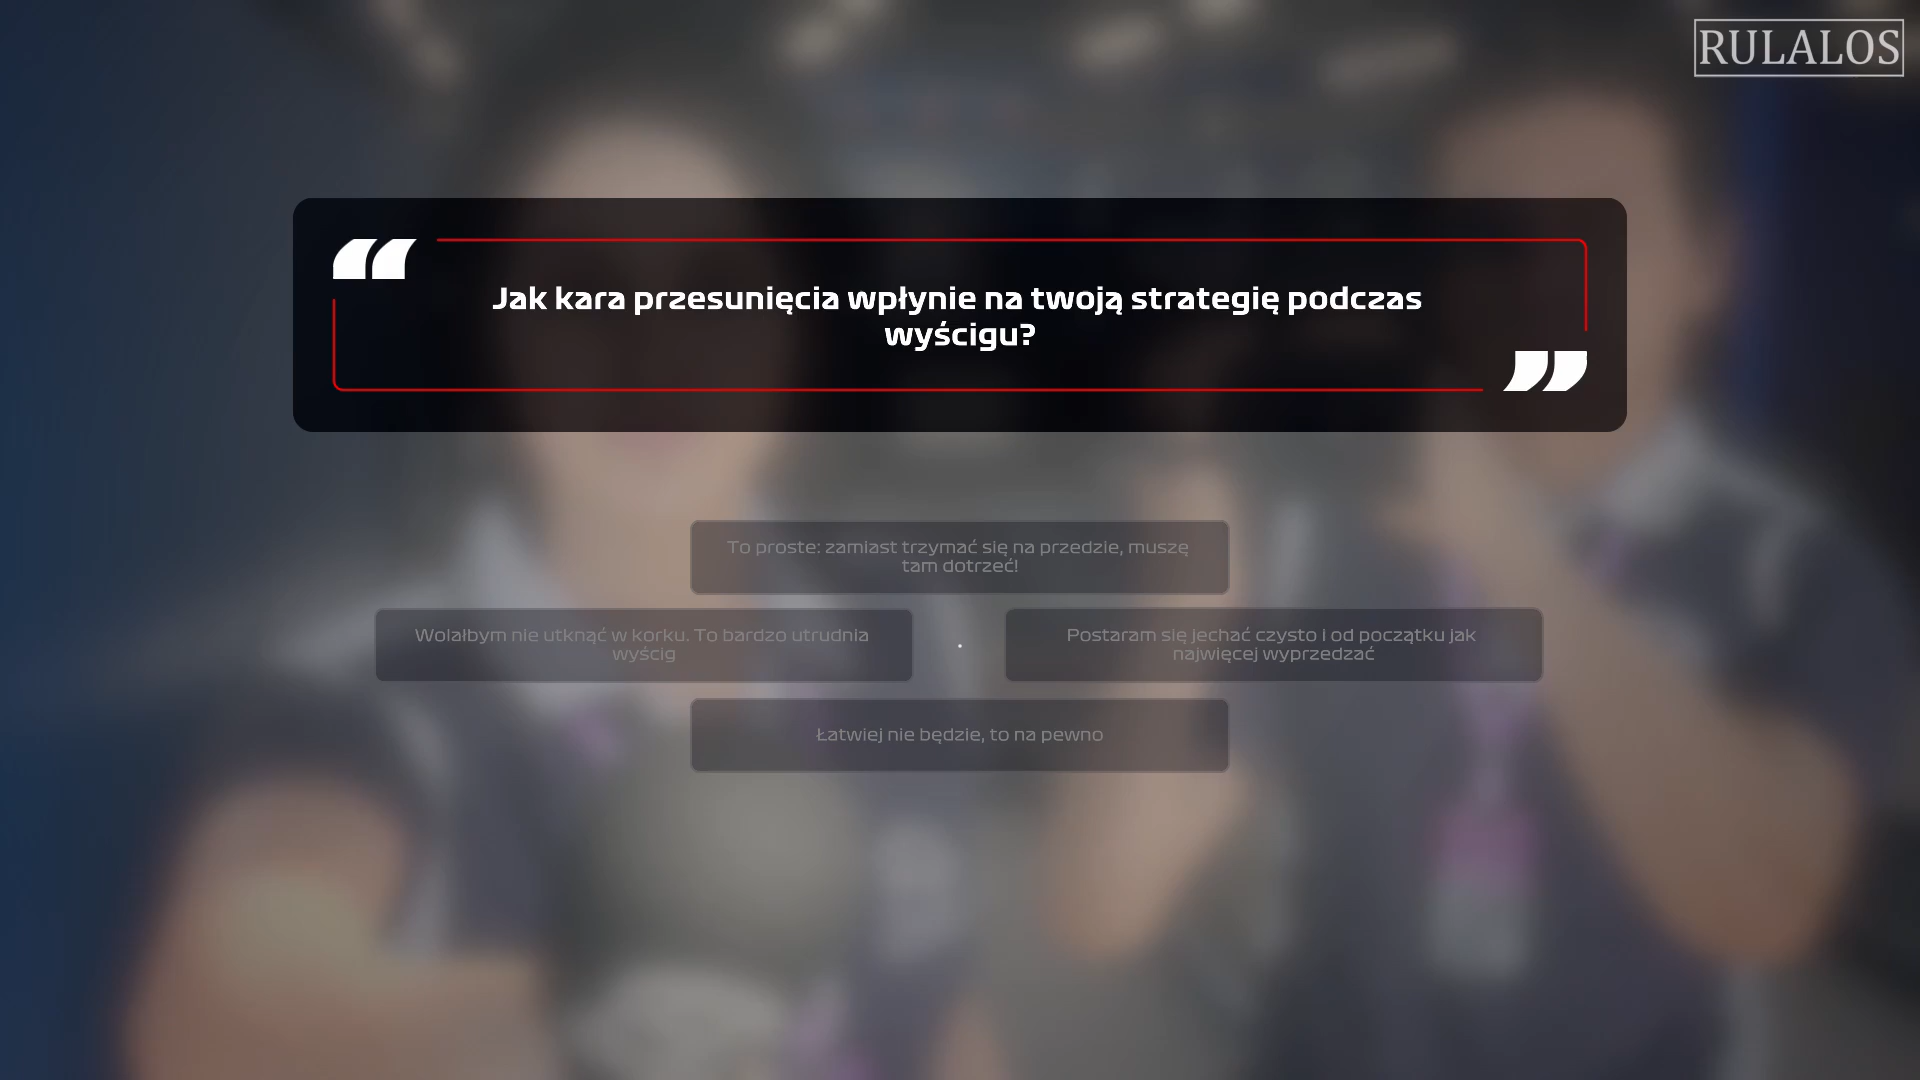 RULALOS
Jak kara przesunięcia wpłynie na twoją strategię podczas
wyścigu?
To proste: zamiast trzymać się na przedzie, muszę
tam dotrzeć!
Wolałbym nie utknąć w korku. To bardzo utrudnia
wyścig
Postaram się jechać czysto i od początku jak
najwięcej wyprzedzać
Łatwiej nie będzie, to na pewno